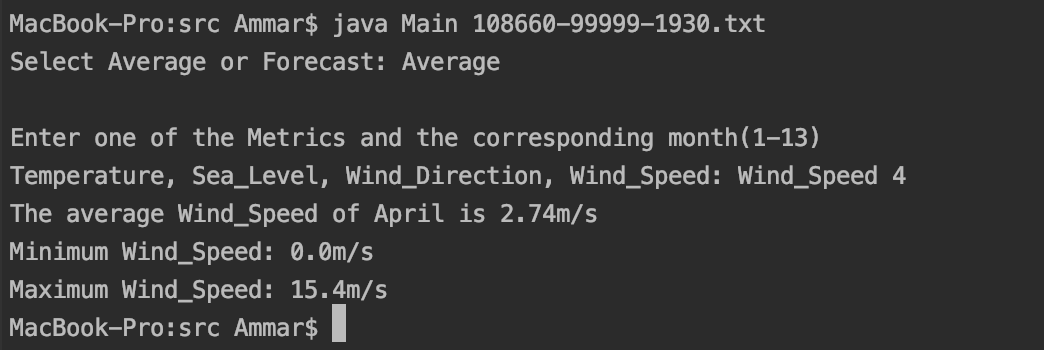 MacBook-Pro:src Ammar$ java Main 108660-99999-1930.txt
Select Average or Forecast: Average
Enter one of the Metrics and the corresponding month(1-13)
Temperature, Sea_Level, Wind_Direction, Wind_Speed: Wind_Speed 4
The average Wind_Speed of April is 2.74m/s
Minimum Wind_Speed: 0.0m/s
Maximum Wind_Speed: 15.4m/s
MacBook-Pro:src Ammar$